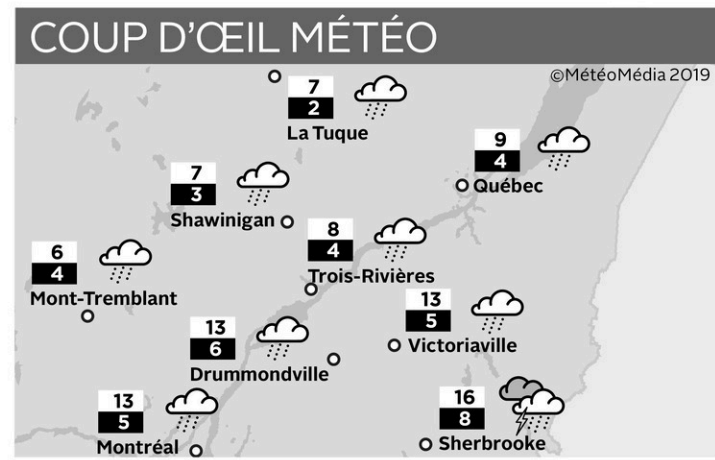 COUP D'ŒIL MÉTÉO
©MétéoMédia 2019
7
2
La Tuque
9
4
Québec
7
3
Shawinigan
8
4
Trois-Rivières
6
4
Mont-Tremblant
13
5
Victoriaville
13
6
Drummondville
13
5
Montréal
16
8
Sherbrooke